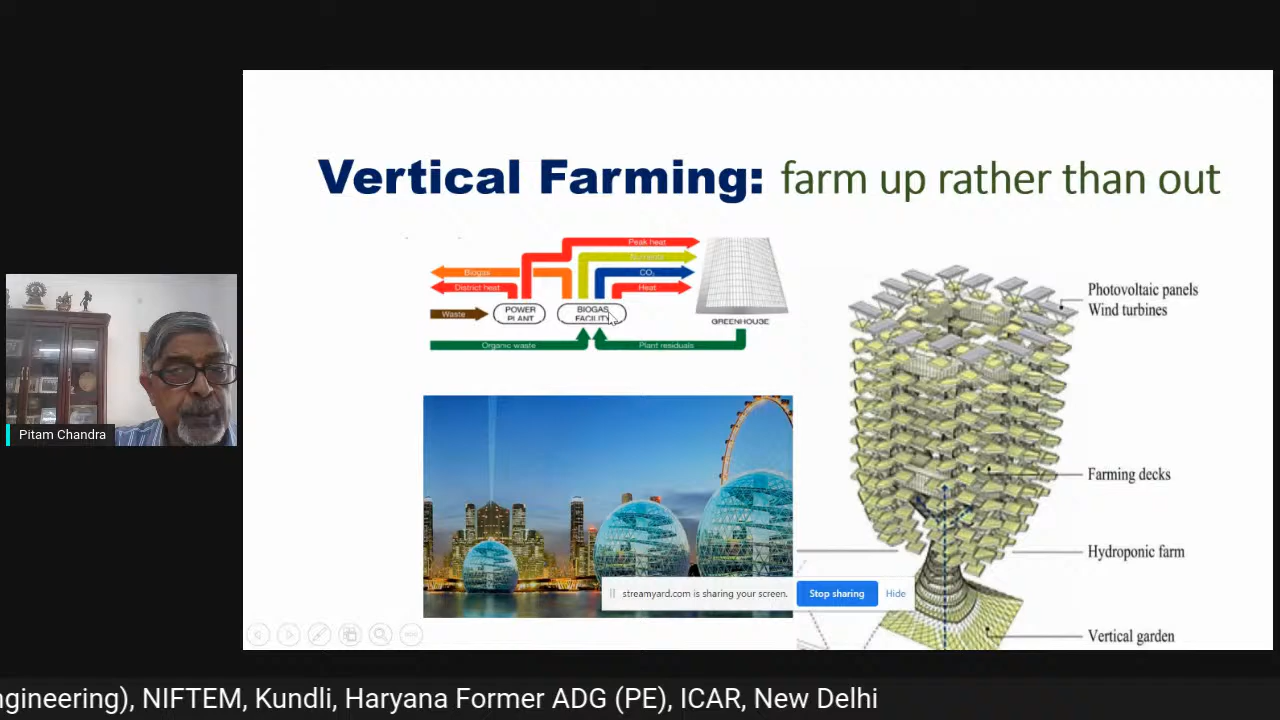 Vertical Farming: farm up rather than out
Peak heat
Nutrients
Biogas
CO₂
District heat
Heat
Waste
POWER
PLANT
BIOGAS
FACILITY
GREENHOUSE
Organic waste
Plant residuals
Photovoltaic panels
Wind turbines
Farming decks
Hydroponic farm
Vertical garden
Pitam Chandra
streamyard.com is sharing your screen.
Stop sharing
Hide
ngineering), NIFTEM, Kundli, Haryana Former ADG (PE), ICAR, New Delhi